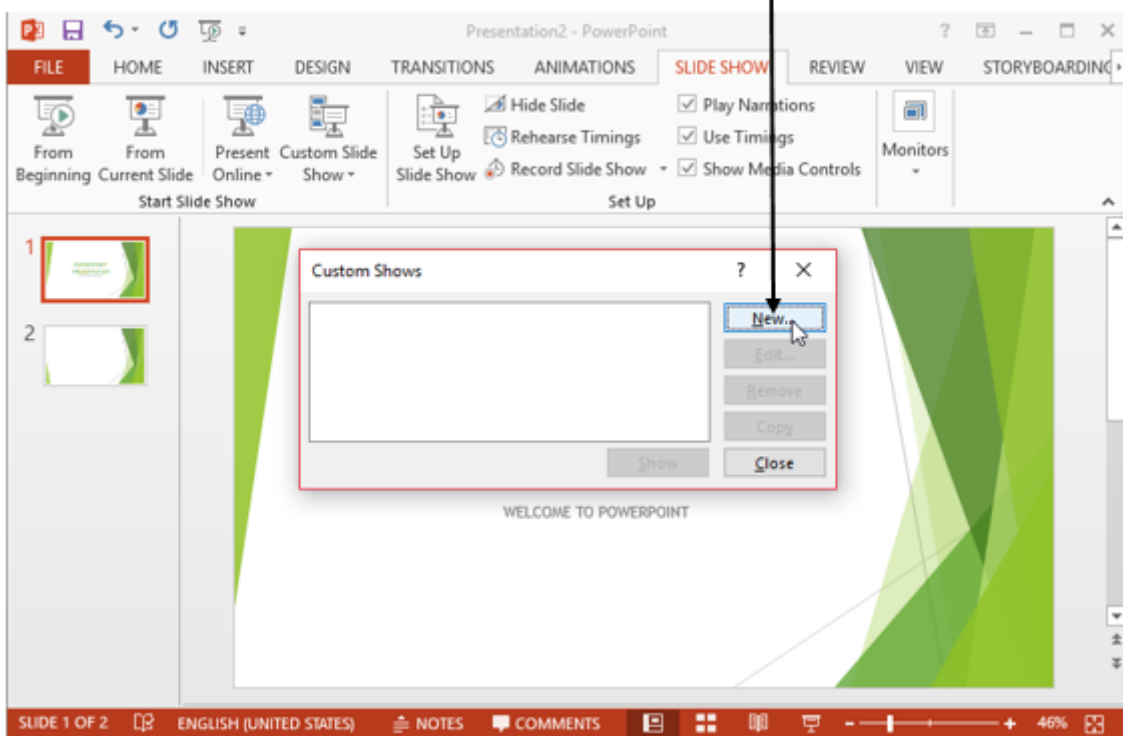 Presentation2 - PowerPoint
FILE HOME INSERT DESIGN TRANSITIONS ANIMATIONS SLIDE SHOW REVIEW VIEW STORYBOARDING
From Beginning
From Current Slide
Present Online
Custom Slide Show
Start Slide Show
Set Up Slide Show
Hide Slide
Rehearse Timings
Record Slide Show
Play Narrations
Use Timings
Show Media Controls
Set Up
Monitors
1
2
Custom Shows
New...
Edit...
Remove
Copy
Show
Close
WELCOME TO POWERPOINT
SLIDE 1 OF 2 ENGLISH (UNITED STATES) NOTES COMMENTS 46%